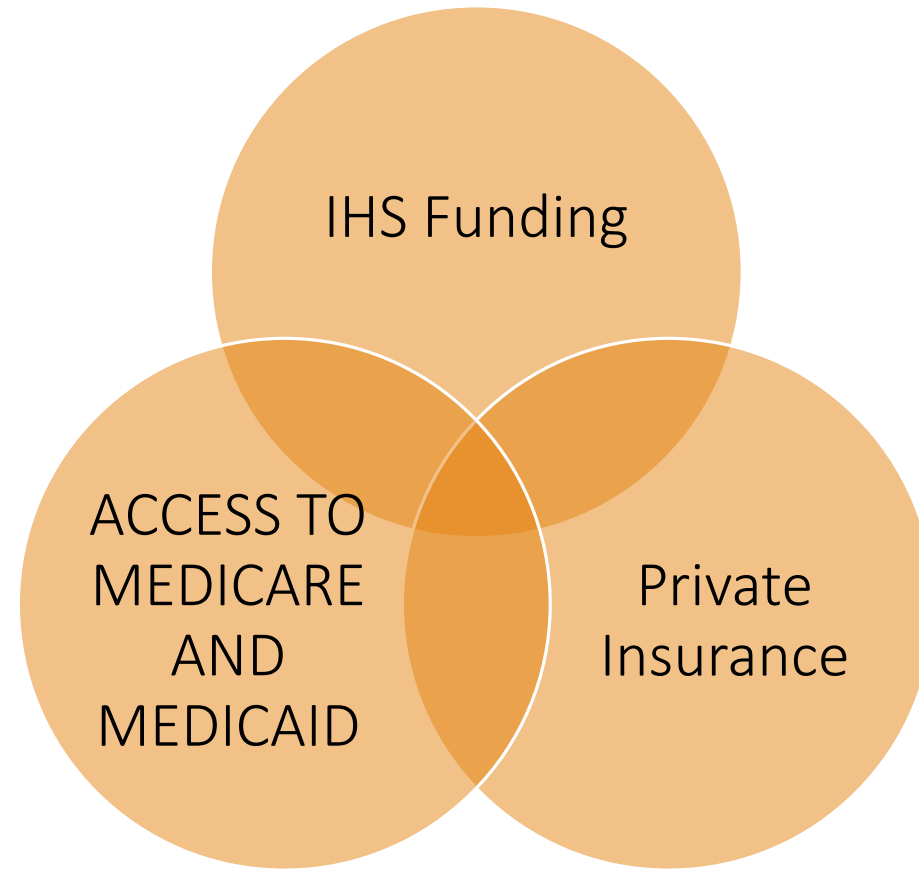 IHS Funding
ACCESS TO
MEDICARE
AND
MEDICAID
Private
Insurance